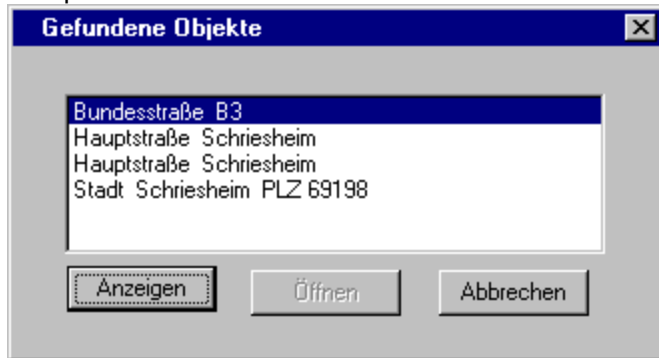 Gefundene Objekte
Bundesstraße B3
Hauptstraße Schriesheim
Hauptstraße Schriesheim
Stadt Schriesheim PLZ 69198
Anzeigen Öffnen Abbrechen